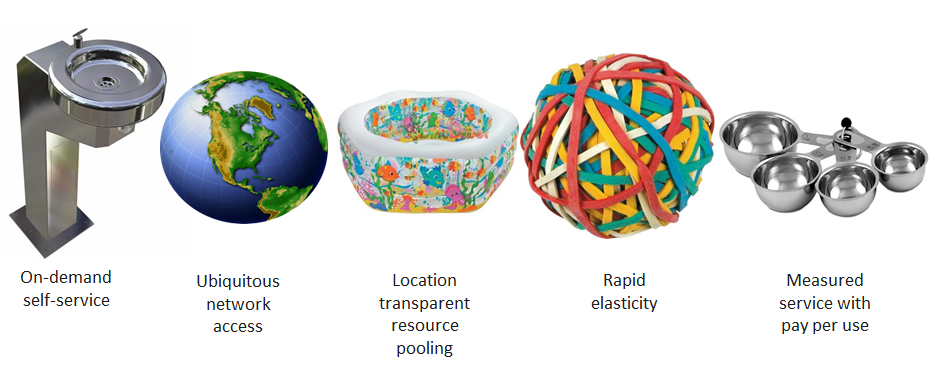 On-demand
self-service
Ubiquitous
network
access
Location
transparent
resource
pooling
Rapid
elasticity
Measured
service with
pay per use